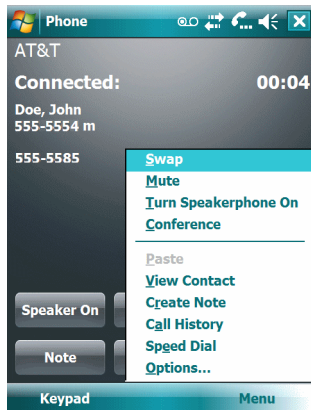 Phone
AT&T
Connected: 00:04
Doe, John
555-5554 m
555-5585
Swap
Mute
Turn Speakerphone On
Conference
Paste
View Contact
Create Note
Call History
Speed Dial
Options...
Speaker On
Note
Keypad Menu